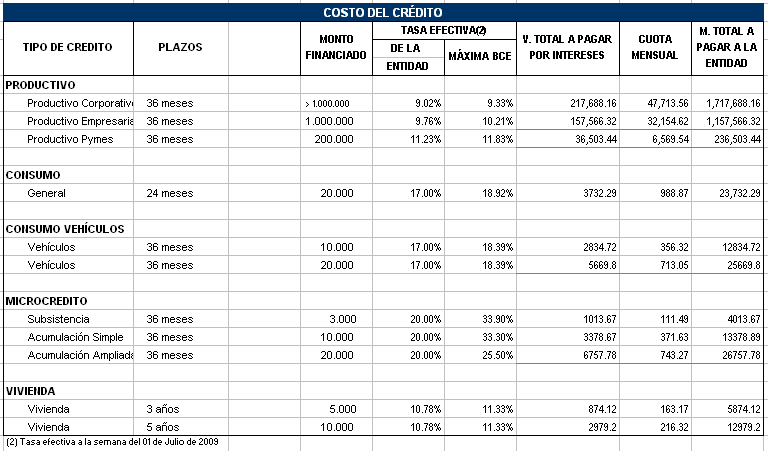 COSTO DEL CRÉDITO
TIPO DE CREDITO PLAZOS MONTO FINANCIADO TASA EFECTIVA(2) V. TOTAL A PAGAR POR INTERESES CUOTA MENSUAL M. TOTAL A PAGAR A LA ENTIDAD
DE LA ENTIDAD MÁXIMA BCE
PRODUCTIVO
Productivo Corporativo 36 meses > 1.000.000 9.02% 9.33% 217,688.16 47,713.56 1,717,688.16
Productivo Empresaria 36 meses 1.000.000 9.76% 10.21% 157,566.32 32,154.62 1,157,566.32
Productivo Pymes 36 meses 200.000 11.23% 11.83% 36,503.44 6,569.54 236,503.44
CONSUMO
General 24 meses 20.000 17.00% 18.92% 3732.29 988.87 23,732.29
CONSUMO VEHÍCULOS
Vehículos 36 meses 10.000 17.00% 18.39% 2834.72 356.32 12834.72
Vehículos 36 meses 20.000 17.00% 18.39% 5669.8 713.05 25669.8
MICROCREDITO
Subsistencia 36 meses 3.000 20.00% 33.90% 1013.67 111.49 4013.67
Acumulación Simple 36 meses 10.000 20.00% 33.30% 3378.67 371.63 13378.89
Acumulación Ampliada 36 meses 20.000 20.00% 25.50% 6757.78 743.27 26757.78
VIVIENDA
Vivienda 3 años 5.000 10.78% 11.33% 874.12 163.17 5874.12
Vivienda 5 años 10.000 10.78% 11.33% 2979.2 216.32 12979.2
(2) Tasa efectiva a la semana del 01 de Julio de 2009